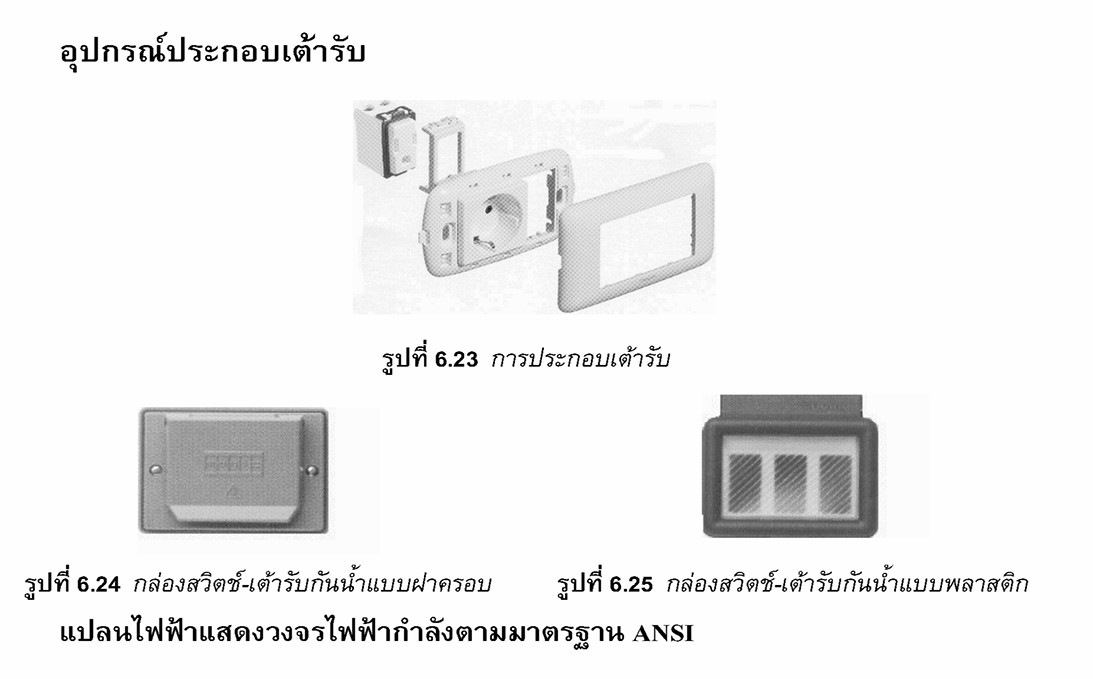 อุปกรณ์ประกอบเต้ารับ
รูปที่ 6.23 การประกอบเต้ารับ
รูปที่ 6.24 กล่องสวิตช์-เต้ารับกันน้ำแบบฝาครอบ
รูปที่ 6.25 กล่องสวิตช์-เต้ารับกันน้ำแบบพลาสติก
แปลนไฟฟ้าแสดงวงจรไฟฟ้ากำลังตามมาตรฐาน ANSI